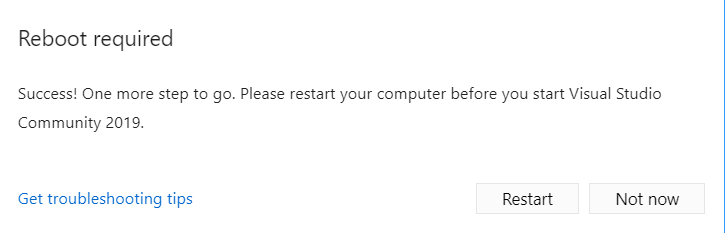 Reboot required
Success! One more step to go. Please restart your computer before you start Visual Studio
Community 2019.
Get troubleshooting tips
Restart
Not now